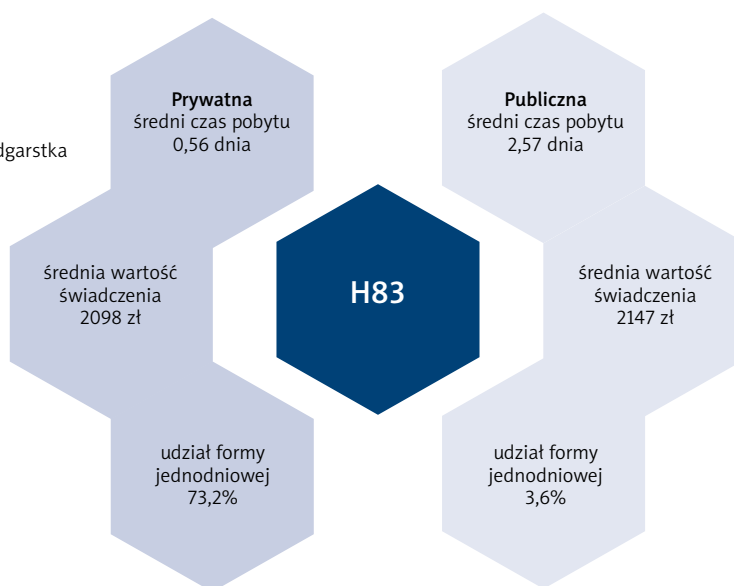 Prywatna
średni czas pobytu
0,56 dnia
średnia wartość
świadczenia
2098 zł
udział formy
jednodniowej
73,2%
H83
Publiczna
średni czas pobytu
2,57 dnia
średnia wartość
świadczenia
2147 zł
udział formy
jednodniowej
3,6%